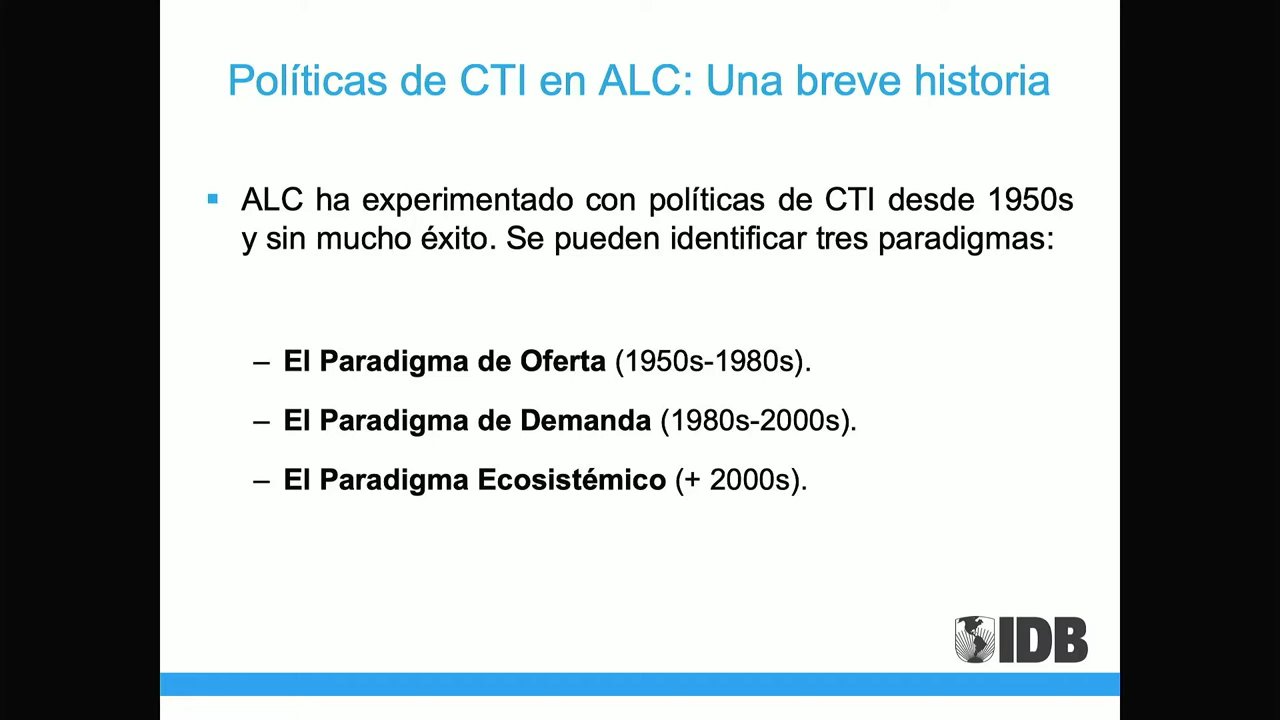 Políticas de CTI en ALC: Una breve historia
▪ ALC ha experimentado con políticas de CTI desde 1950s
y sin mucho éxito. Se pueden identificar tres paradigmas:
– El Paradigma de Oferta (1950s-1980s).
– El Paradigma de Demanda (1980s-2000s).
– El Paradigma Ecosistémico (+ 2000s).
IDB